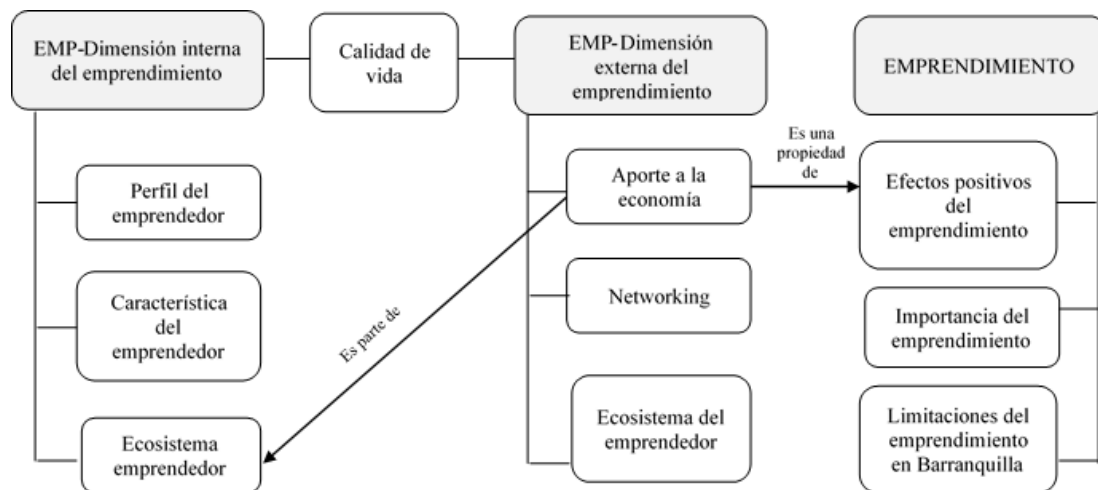 EMP-Dimensión interna
del emprendimiento
Calidad de
vida
EMP-Dimensión
externa del
emprendimiento
EMPRENDIMIENTO
Perfil del
emprendedor
Característica
del
emprendedor
Ecosistema
emprendedor
Es parte de
Aporte a la
economía
Networking
Ecosistema del
emprendedor
Es una
propiedad
de
Efectos positivos
del
emprendimiento
Importancia del
emprendimiento
Limitaciones del
emprendimiento
en Barranquilla